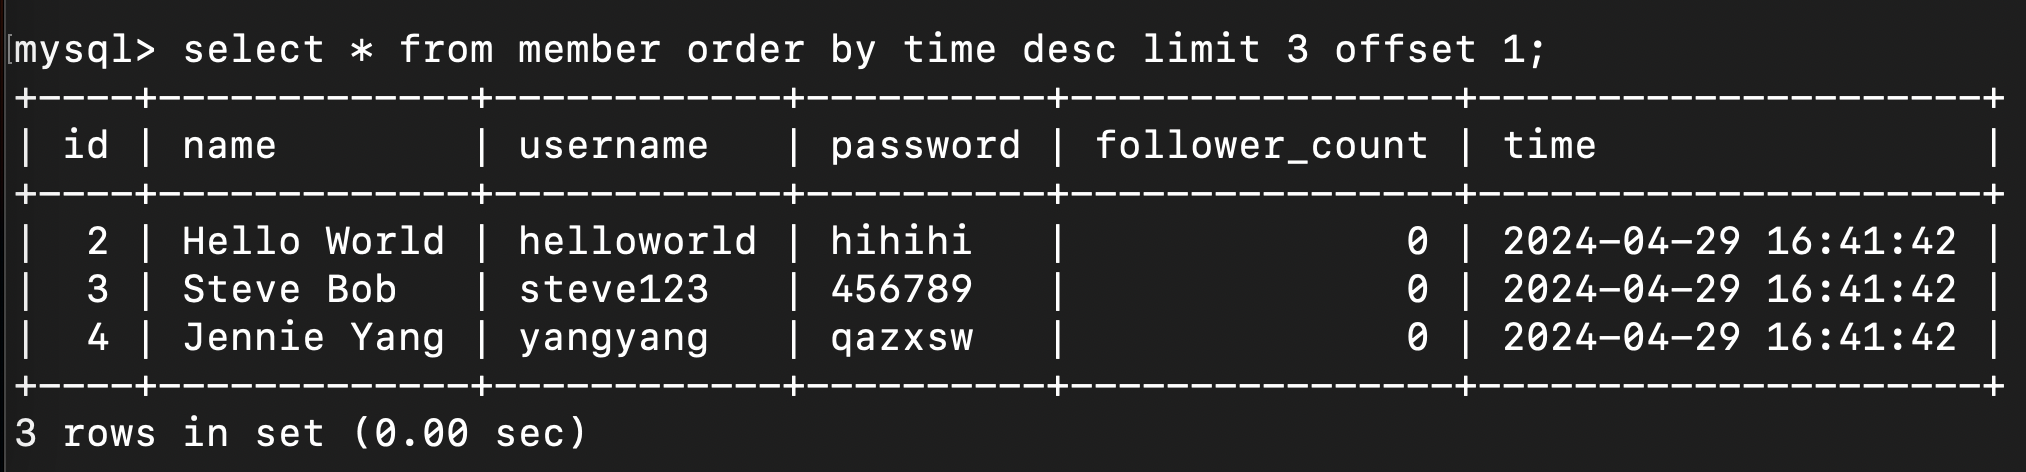 mysql> select * from member order by time desc limit 3 offset 1;
+----+-------------+------------+----------+----------------+---------------------+
| id | name        | username   | password | follower_count | time                |
+----+-------------+------------+----------+----------------+---------------------+
|  2 | Hello World | helloworld | hihihi   |              0 | 2024-04-29 16:41:42 |
|  3 | Steve Bob   | steve123   | 456789   |              0 | 2024-04-29 16:41:42 |
|  4 | Jennie Yang | yangyang   | qazxsw   |              0 | 2024-04-29 16:41:42 |
+----+-------------+------------+----------+----------------+---------------------+
3 rows in set (0.00 sec)